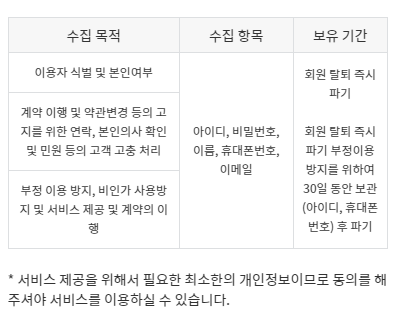 수집 목적
수집 항목
보유 기간
이용자 식별 및 본인여부
계약 이행 및 약관변경 등의 고
지를 위한 연락, 본인의사 확인
및 민원 등의 고객 고충 처리
부정 이용 방지, 비인가 사용방
지 및 서비스 제공 및 계약의 이
행
아이디, 비밀번호,
이름, 휴대폰번호,
이메일
회원 탈퇴 즉시
파기
회원 탈퇴 즉시
파기 부정이용
방지를 위하여
30일 동안 보관
(아이디, 휴대폰
번호) 후 파기
* 서비스 제공을 위해서 필요한 최소한의 개인정보이므로 동의를 해
주셔야 서비스를 이용하실 수 있습니다.